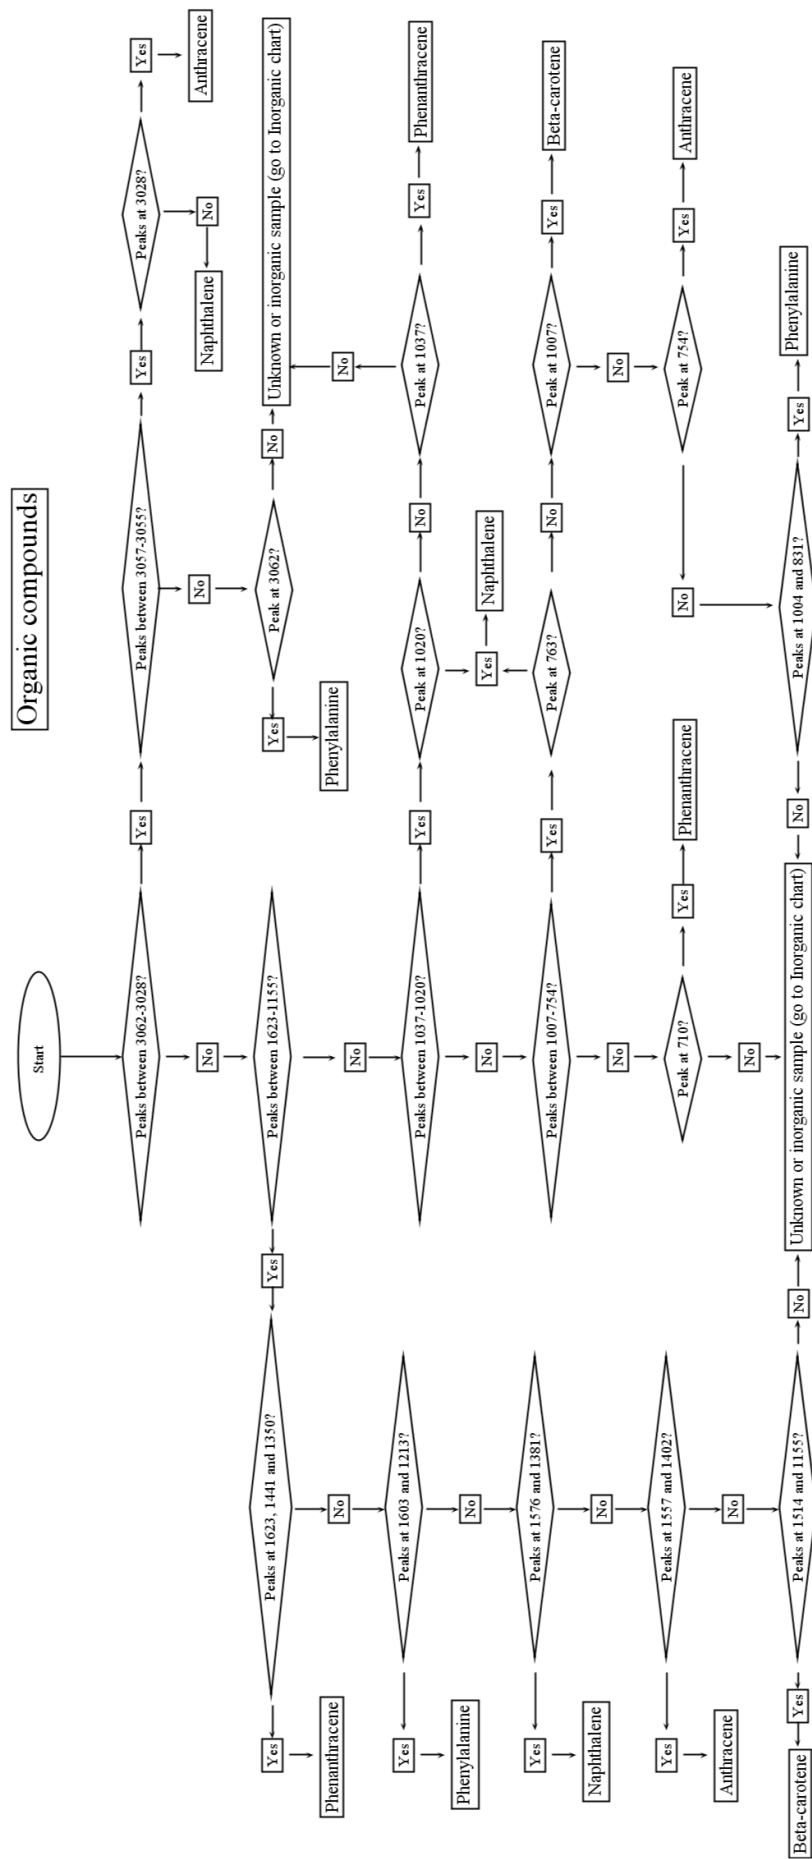 Organic compounds
Start
Peaks between 3062-3028?
Yes
Peaks between 3057-3055?
Yes
Peaks at 3028?
Yes
Anthracene
No
Naphthalene
No
Peak at 3062?
No
Unknown or inorganic sample (go to Inorganic chart)
Yes
Phenylalanine
No
Peaks between 1623-1155?
Yes
Peaks at 1623, 1441 and 1350?
Yes
Phenanthracene
No
Peaks at 1603 and 1213?
Yes
Phenylalanine
No
Peaks at 1576 and 1381?
Yes
Naphthalene
No
Peaks at 1557 and 1402?
Yes
Anthracene
No
Peaks at 1514 and 1155?
Yes
Beta-carotene
No
No
Peaks between 1037-1020?
Yes
Peak at 1020?
No
Peak at 1037?
Yes
Phenanthracene
No
Yes
Naphthalene
No
Peaks between 1007-754?
Yes
Peak at 763?
No
Peak at 1007?
Yes
Beta-carotene
No
Peak at 754?
Yes
Anthracene
No
Peaks at 1004 and 831?
Yes
Phenylalanine
No
No
Peak at 710?
Yes
Phenanthracene
No
Unknown or inorganic sample (go to Inorganic chart)